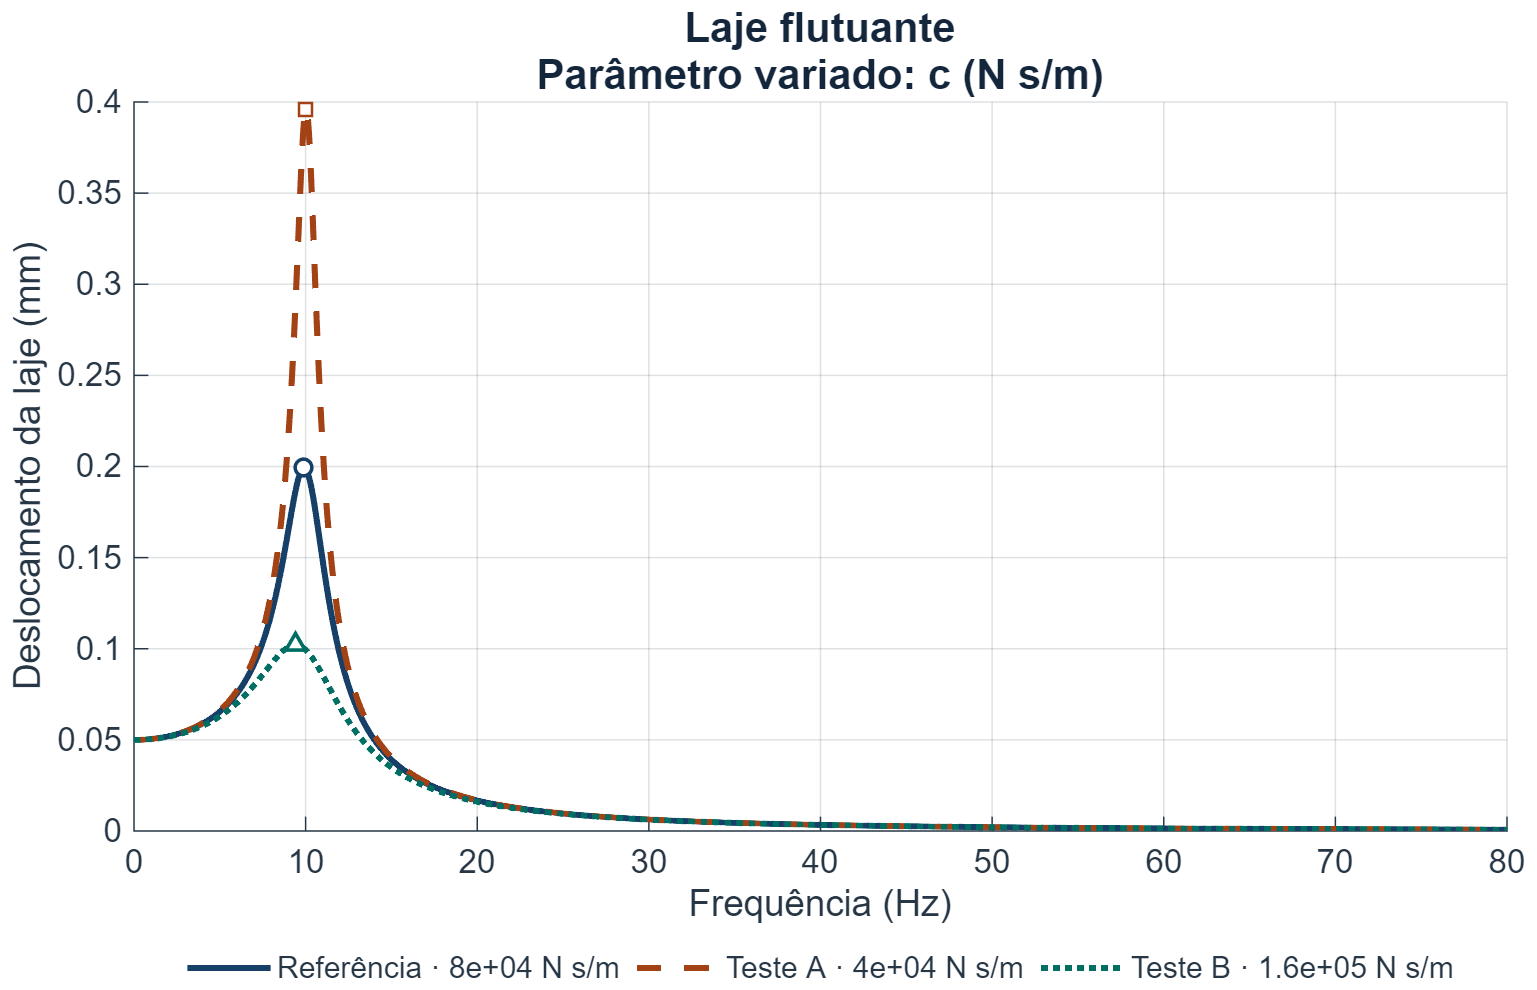 Laje flutuante
Parâmetro variado: c (N s/m)
Deslocamento da laje (mm)
0.4
0.35
0.3
0.25
0.2
0.15
0.1
0.05
0
0 10 20 30 40 50 60 70 80
Frequência (Hz)
Referência · 8e+04 N s/m Teste A · 4e+04 N s/m Teste B · 1.6e+05 N s/m